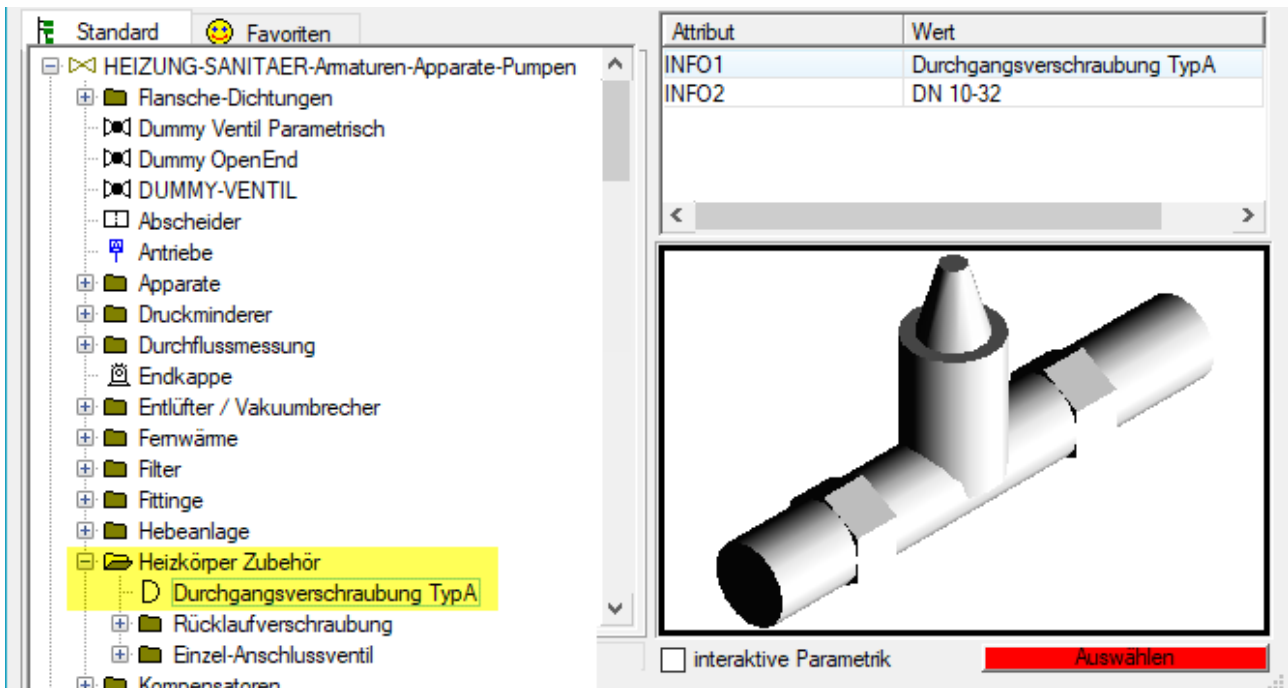 Standard
Favoriten
HEIZUNG-SANITAER-Armaturen-Apparate-Pumpen
Flansche-Dichtungen
Dummy Ventil Parametrisch
Dummy OpenEnd
DUMMY-VENTIL
Abscheider
Antriebe
Apparate
Druckminderer
Durchflussmessung
Endkappe
Entlüfter / Vakuumbrecher
Fernwärme
Filter
Fittinge
Hebeanlage
Heizkörper Zubehör
Durchgangsverschraubung TypA
Rücklaufverschraubung
Einzel-Anschlussventil
Kompensatoren
Attribut Wert
INFO1 Durchgangsverschraubung TypA
INFO2 DN 10-32
interaktive Parametrik
Auswählen